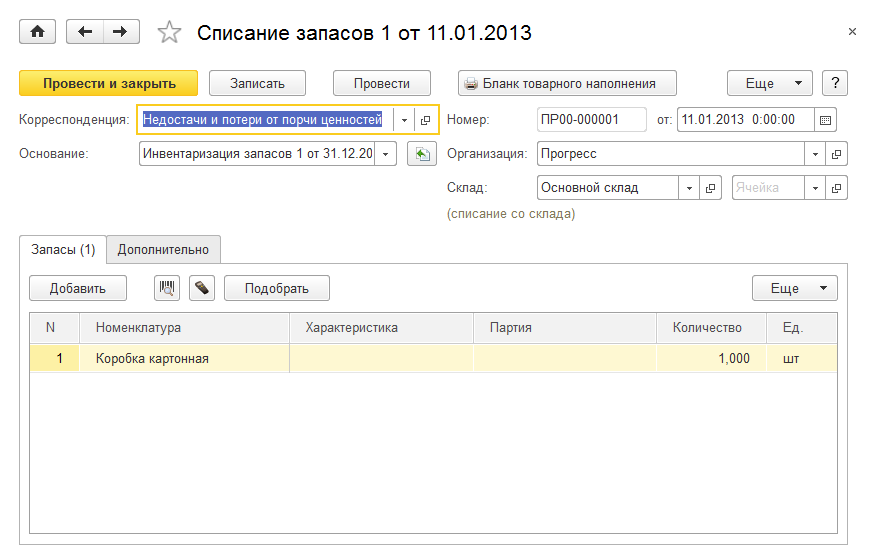 Списание запасов 1 от 11.01.2013
Провести и закрыть Записать Провести Бланк товарного наполнения Еще ?
Корреспонденция: Недостачи и потери от порчи ценностей Номер: ПР00-000001 от: 11.01.2013 0:00:00
Основание: Инвентаризация запасов 1 от 31.12.20 Организация: Прогресс
Склад: Основной склад Ячейка
(списание со склада)
Запасы (1) Дополнительно
Добавить Подобрать Еще
N Номенклатура Характеристика Партия Количество Ед.
1 Коробка картонная 1,000 шт